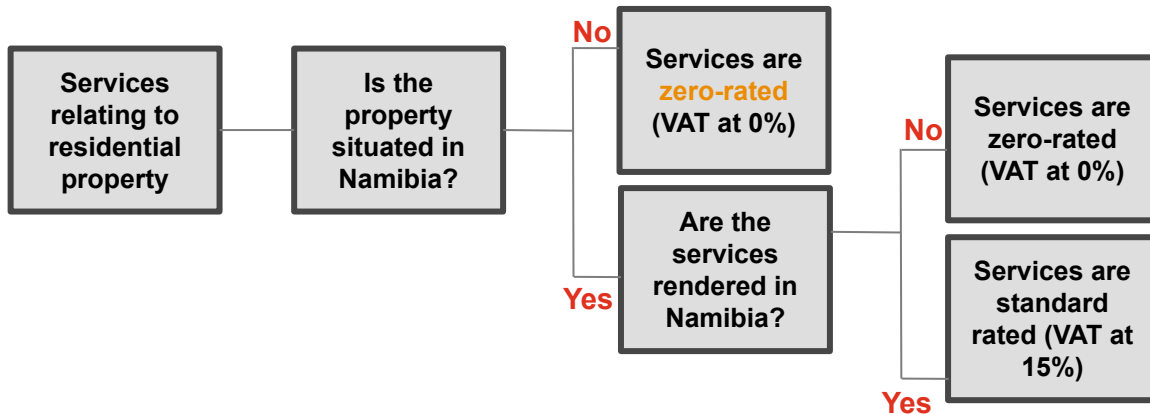 Services
relating to
residential
property
Is the
property
situated in
Namibia?
No
Services are
zero-rated
(VAT at 0%)
Yes
Are the
services
rendered in
Namibia?
No
Services are
zero-rated
(VAT at 0%)
Yes
Services are
standard
rated (VAT at
15%)